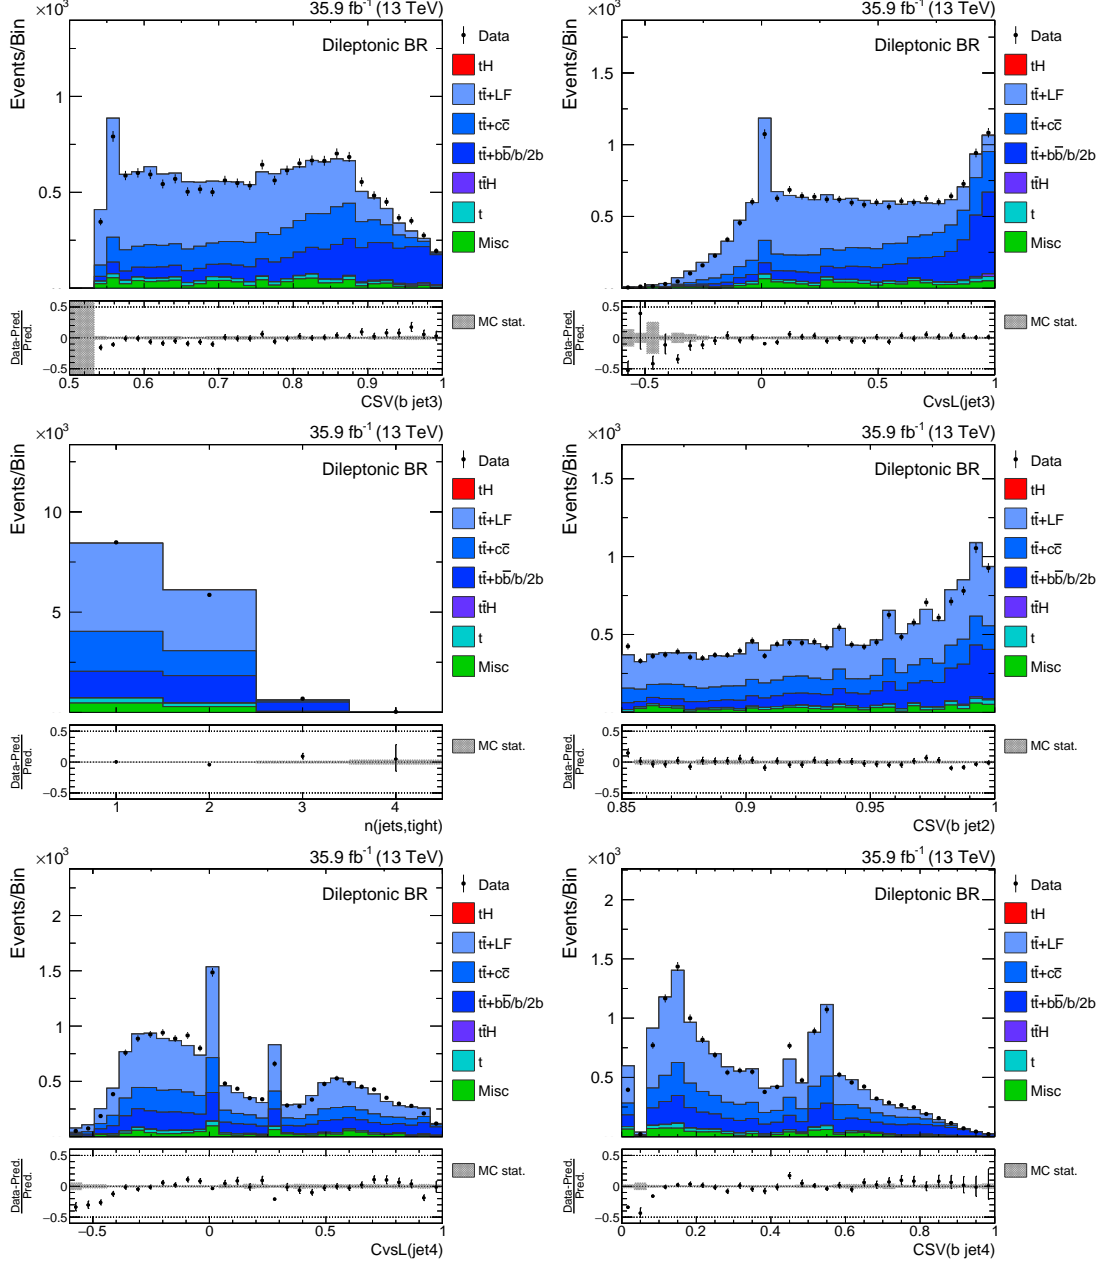 ×10³ 35.9 fb⁻¹ (13 TeV)
Events/Bin
Dileptonic BR
1
0.5
Data
tH
tt̄+LF
tt̄+cc̄
tt̄+bb̄/b/2b
tt̄H
t
Misc
Data-Pred.
Pred.
0.5
0
−0.5
MC stat.
0.5 0.6 0.7 0.8 0.9 1
CSV(b jet3)
×10³ 35.9 fb⁻¹ (13 TeV)
Events/Bin
Dileptonic BR
1.5
1
0.5
0
Data
tH
tt̄+LF
tt̄+cc̄
tt̄+bb̄/b/2b
tt̄H
t
Misc
Data-Pred.
Pred.
0.5
0
−0.5
MC stat.
−0.5 0 0.5 1
CvsL(jet3)
×10³ 35.9 fb⁻¹ (13 TeV)
Events/Bin
Dileptonic BR
10
5
Data
tH
tt̄+LF
tt̄+cc̄
tt̄+bb̄/b/2b
tt̄H
t
Misc
Data-Pred.
Pred.
0.5
0
−0.5
MC stat.
1 2 3 4
n(jets,tight)
×10³ 35.9 fb⁻¹ (13 TeV)
Events/Bin
Dileptonic BR
1.5
1
0.5
Data
tH
tt̄+LF
tt̄+cc̄
tt̄+bb̄/b/2b
tt̄H
t
Misc
Data-Pred.
Pred.
0.5
0
−0.5
MC stat.
0.85 0.9 0.95 1
CSV(b jet2)
×10³ 35.9 fb⁻¹ (13 TeV)
Events/Bin
Dileptonic BR
2
1.5
1
0.5
Data
tH
tt̄+LF
tt̄+cc̄
tt̄+bb̄/b/2b
tt̄H
t
Misc
Data-Pred.
Pred.
0.5
0
−0.5
MC stat.
−0.5 0 0.5 1
CvsL(jet4)
×10³ 35.9 fb⁻¹ (13 TeV)
Events/Bin
Dileptonic BR
2
1.5
1
0.5
Data
tH
tt̄+LF
tt̄+cc̄
tt̄+bb̄/b/2b
tt̄H
t
Misc
Data-Pred.
Pred.
0.5
0
−0.5
MC stat.
0 0.2 0.4 0.6 0.8 1
CSV(b jet4)